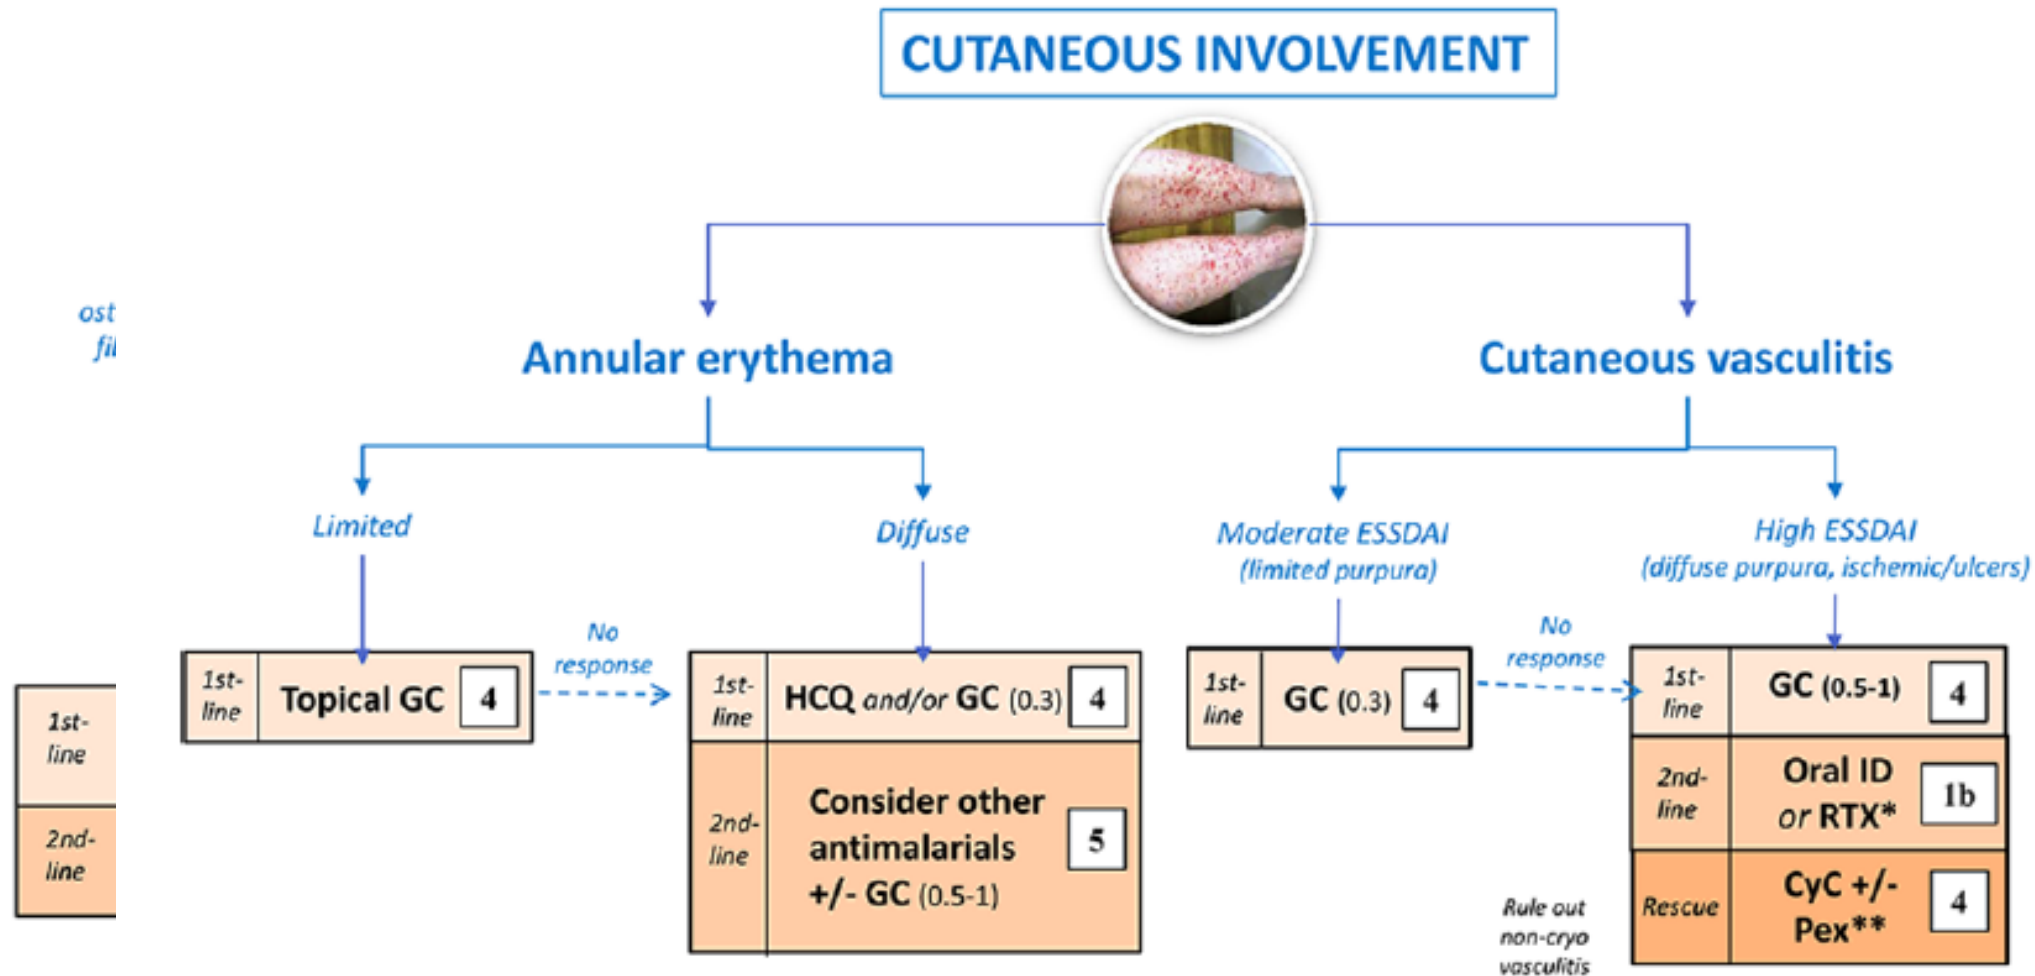 CUTANEOUS INVOLVEMENT
Annular erythema
Cutaneous vasculitis
Limited
Diffuse
Moderate ESSDAI
(limited purpura)
High ESSDAI
(diffuse purpura, ischemic/ulcers)
1st-
line
2nd-
line
1st-
line
Topical GC
4
No
response
1st-
line
HCQ and/or GC (0.3)
4
2nd-
line
Consider other
antimalarials
+/- GC (0.5-1)
5
1st-
line
GC (0.3)
4
No
response
1st-
line
GC (0.5-1)
4
2nd-
line
Oral ID
or RTX*
1b
Rescue
CyC +/-
Pex**
4
Rule out
non-cryo
vasculitis